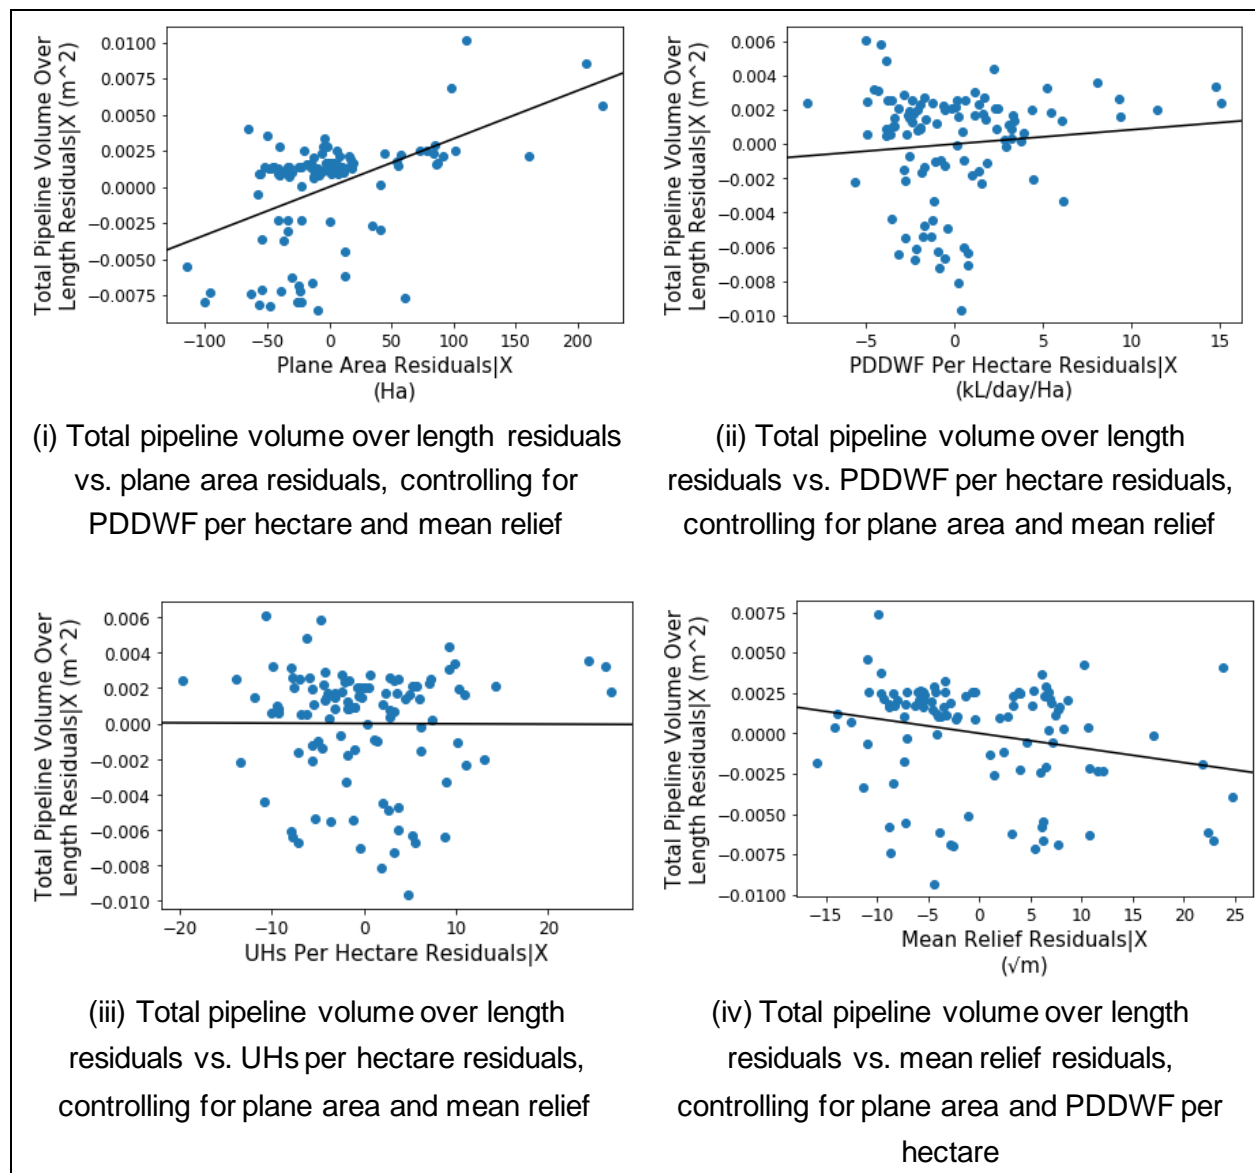 Total Pipeline Volume Over
Length Residuals|X (m^2)
0.0100
0.0075
0.0050
0.0025
0.0000
−0.0025
−0.0050
−0.0075
−100 −50 0 50 100 150 200
Plane Area Residuals|X
(Ha)
(i) Total pipeline volume over length residuals
vs. plane area residuals, controlling for
PDDWF per hectare and mean relief
Total Pipeline Volume Over
Length Residuals|X (m^2)
0.006
0.004
0.002
0.000
−0.002
−0.004
−0.006
−0.008
−0.010
−5 0 5 10 15
PDDWF Per Hectare Residuals|X
(kL/day/Ha)
(ii) Total pipeline volume over length
residuals vs. PDDWF per hectare residuals,
controlling for plane area and mean relief
Total Pipeline Volume Over
Length Residuals|X (m^2)
0.006
0.004
0.002
0.000
−0.002
−0.004
−0.006
−0.008
−0.010
−20 −10 0 10 20
UHs Per Hectare Residuals|X
(iii) Total pipeline volume over length
residuals vs. UHs per hectare residuals,
controlling for plane area and mean relief
Total Pipeline Volume Over
Length Residuals|X (m^2)
0.0075
0.0050
0.0025
0.0000
−0.0025
−0.0050
−0.0075
−0.0100
−15 −10 −5 0 5 10 15 20 25
Mean Relief Residuals|X
(√m)
(iv) Total pipeline volume over length
residuals vs. mean relief residuals,
controlling for plane area and PDDWF per
hectare